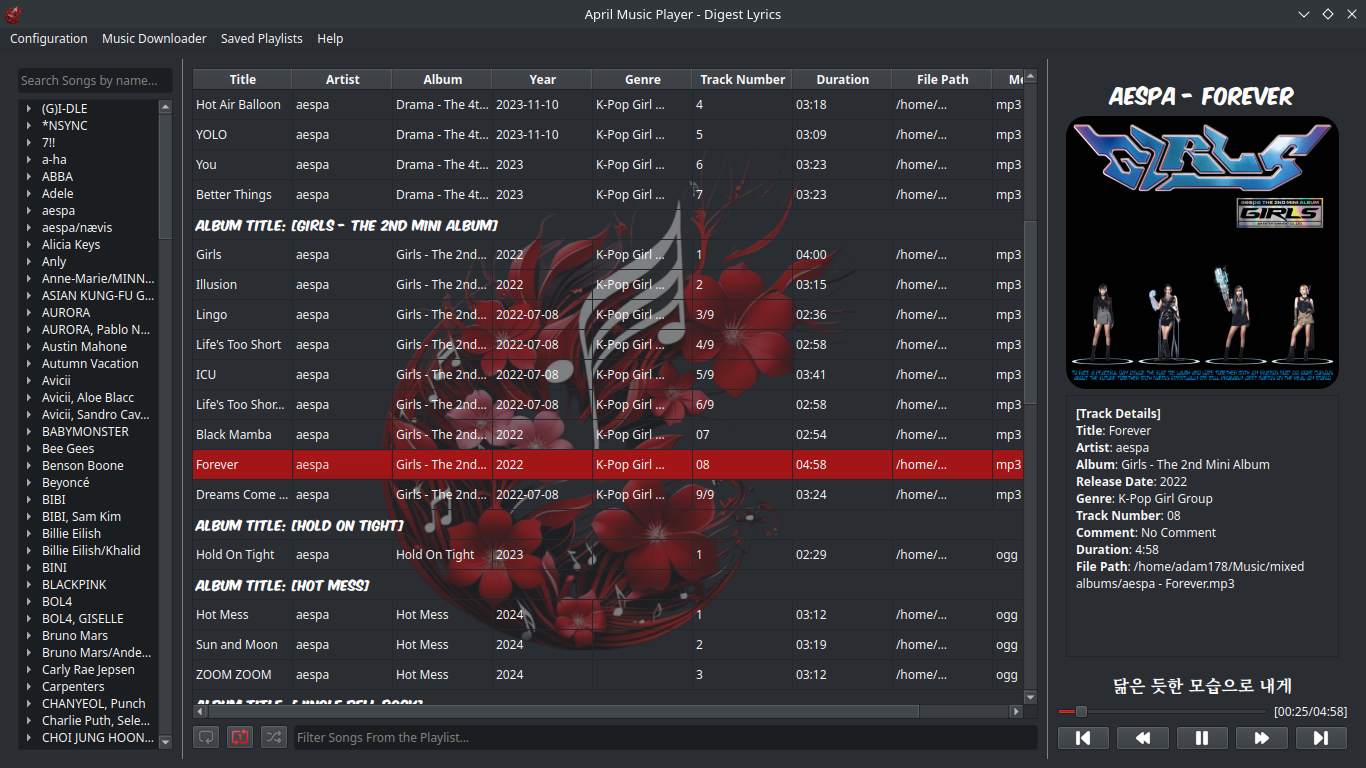 April Music Player - Digest Lyrics
Configuration Music Downloader Saved Playlists Help
Search Songs by name...
(G)I-DLE
*NSYNC
7!!
a-ha
ABBA
Adele
aespa
aespa/nævis
Alicia Keys
Anly
Anne-Marie/MINN...
ASIAN KUNG-FU G...
AURORA
AURORA, Pablo N...
Austin Mahone
Autumn Vacation
Avicii
Avicii, Aloe Blacc
Avicii, Sandro Cav...
BABYMONSTER
Bee Gees
Benson Boone
Beyoncé
BIBI
BIBI, Sam Kim
Billie Eilish
Billie Eilish/Khalid
BINI
BLACKPINK
BOL4
BOL4, GISELLE
Bruno Mars
Bruno Mars/Ande...
Carly Rae Jepsen
Carpenters
CHANYEOL, Punch
Charlie Puth, Sele...
CHOI JUNG HOON...
Title Artist Album Year Genre Track Number Duration File Path Me
Hot Air Balloon aespa Drama - The 4t... 2023-11-10 K-Pop Girl ... 4 03:18 /home/... mp3
YOLO aespa Drama - The 4t... 2023-11-10 K-Pop Girl ... 5 03:09 /home/... mp3
You aespa Drama - The 4t... 2023 K-Pop Girl ... 6 03:23 /home/... mp3
Better Things aespa Drama - The 4t... 2023 K-Pop Girl ... 7 03:23 /home/... mp3
ALBUM TITLE: [GIRLS - THE 2ND MINI ALBUM]
Girls aespa Girls - The 2nd... 2022 K-Pop Girl ... 1 04:00 /home/... mp3
Illusion aespa Girls - The 2nd... 2022 K-Pop Girl ... 2 03:15 /home/... mp3
Lingo aespa Girls - The 2nd... 2022-07-08 K-Pop Girl ... 3/9 02:36 /home/... mp3
Life's Too Short aespa Girls - The 2nd... 2022-07-08 K-Pop Girl ... 4/9 02:58 /home/... mp3
ICU aespa Girls - The 2nd... 2022-07-08 K-Pop Girl ... 5/9 03:41 /home/... mp3
Life's Too Shor... aespa Girls - The 2nd... 2022-07-08 K-Pop Girl ... 6/9 02:58 /home/... mp3
Black Mamba aespa Girls - The 2nd... 2022 K-Pop Girl ... 07 02:54 /home/... mp3
Forever aespa Girls - The 2nd... 2022 K-Pop Girl ... 08 04:58 /home/... mp3
Dreams Come ... aespa Girls - The 2nd... 2022-07-08 K-Pop Girl ... 9/9 03:24 /home/... mp3
ALBUM TITLE: [HOLD ON TIGHT]
Hold On Tight aespa Hold On Tight 2023 1 02:29 /home/... ogg
ALBUM TITLE: [HOT MESS]
Hot Mess aespa Hot Mess 2024 1 03:12 /home/... ogg
Sun and Moon aespa Hot Mess 2024 2 03:19 /home/... ogg
ZOOM ZOOM aespa Hot Mess 2024 3 03:12 /home/... ogg
ALBUM TITLE: [JINGLE BELL ROCK]
Filter Songs From the Playlist...
AESPA - FOREVER
GIRLS
aespa THE 2ND MINI ALBUM
GIRLS
[Track Details]
Title: Forever
Artist: aespa
Album: Girls - The 2nd Mini Album
Release Date: 2022
Genre: K-Pop Girl Group
Track Number: 08
Comment: No Comment
Duration: 4:58
File Path: /home/adam178/Music/mixed
albums/aespa - Forever.mp3
닮은 듯한 모습으로 내게
[00:25/04:58]